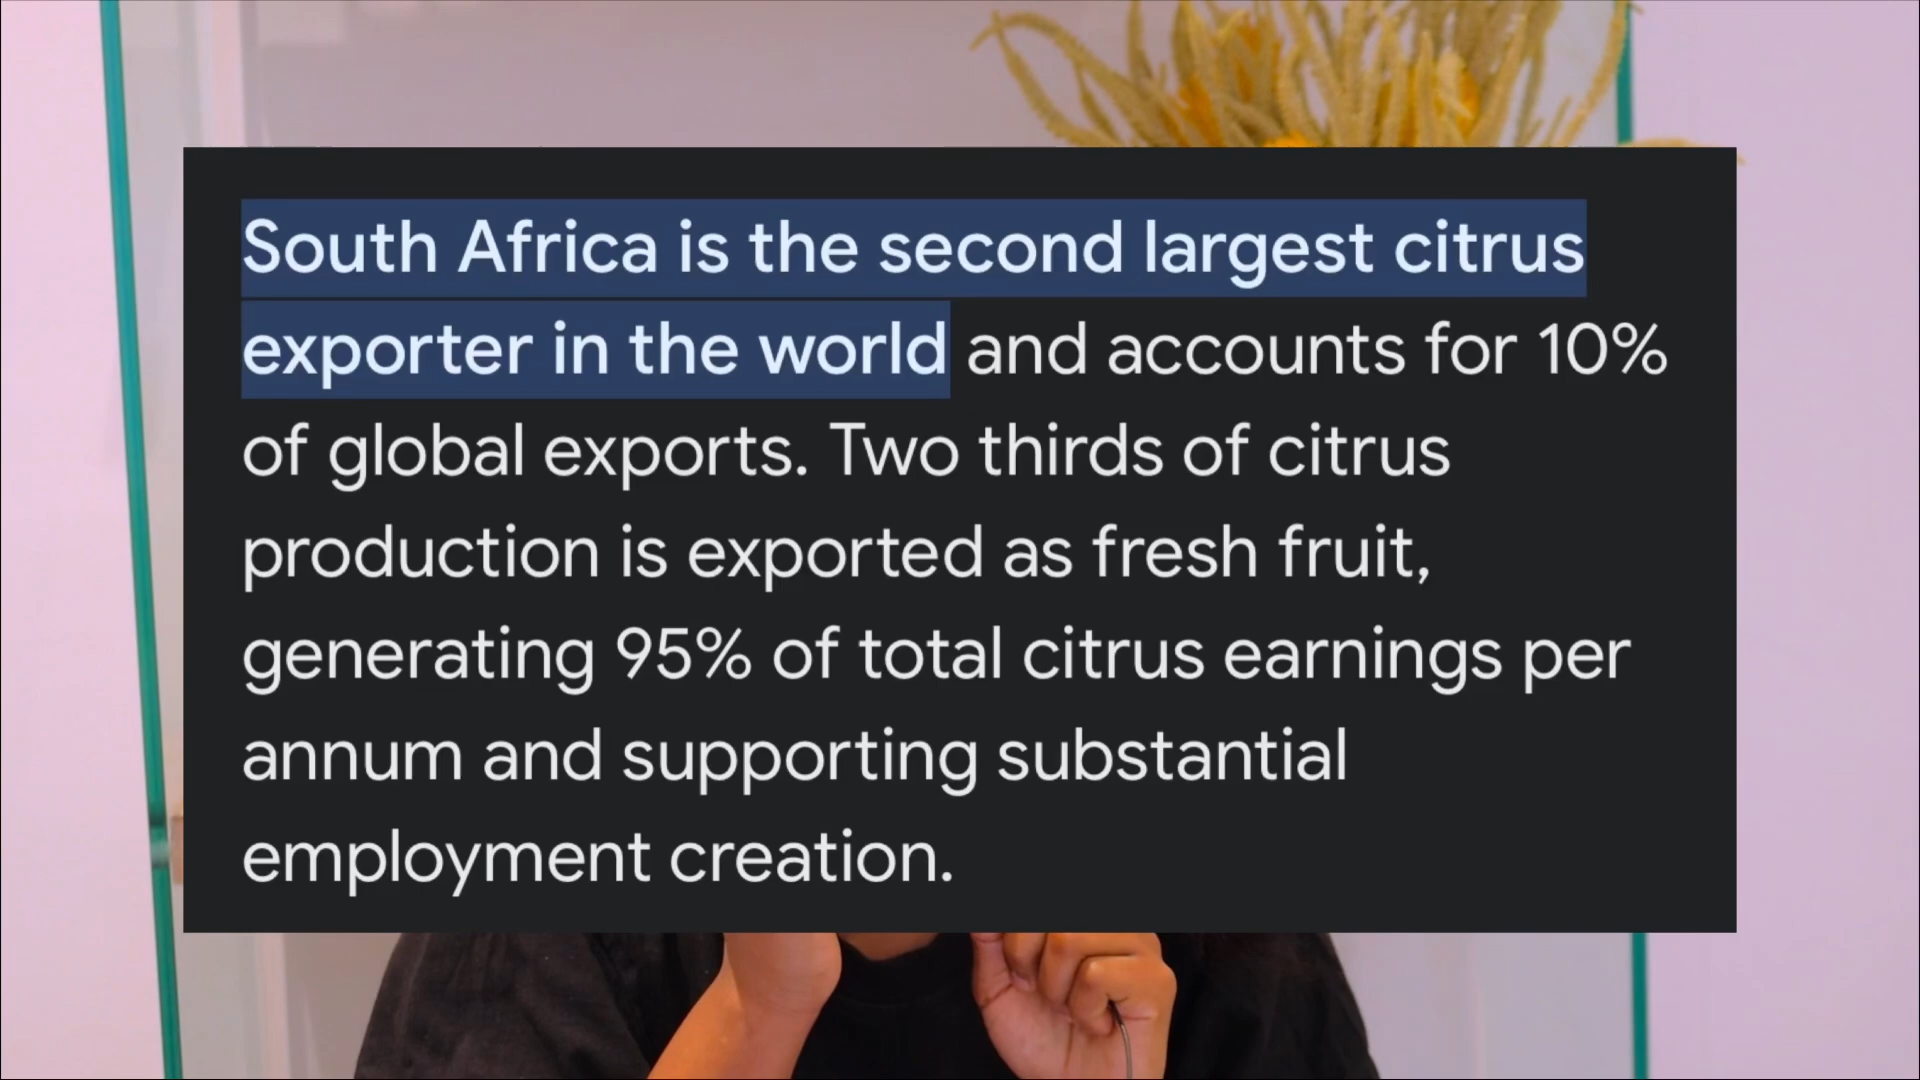 South Africa is the second largest citrus
exporter in the world and accounts for 10%
of global exports. Two thirds of citrus
production is exported as fresh fruit,
generating 95% of total citrus earnings per
annum and supporting substantial
employment creation.